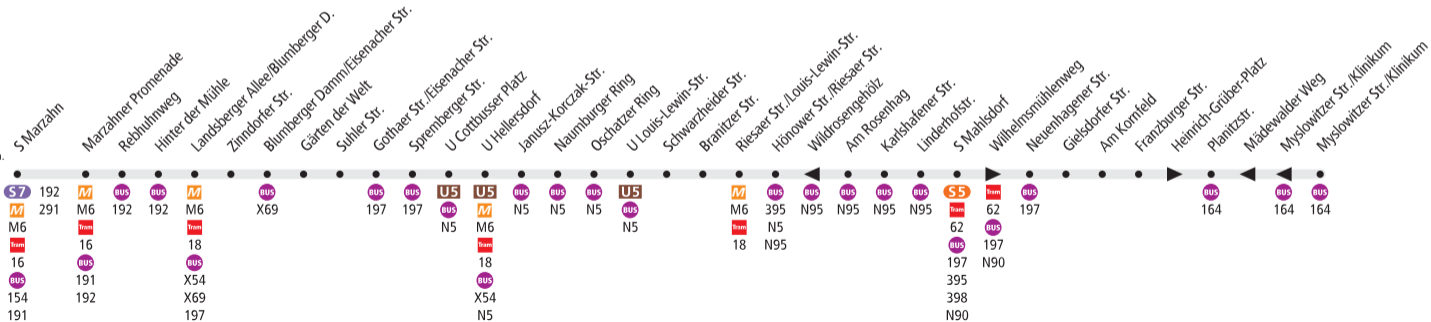 S Marzahn
Marzahner Promenade
Rebhuhnweg
Hinter der Mühle
Landsberger Allee/Blumberger D.
Zinndorfer Str.
Blumberger Damm/Eisenacher Str.
Gärten der Welt
Suhler Str.
Gothaer Str./Eisenacher Str.
Spremberger Str.
U Cottbusser Platz
U Hellersdorf
Janusz-Korczak-Str.
Naumburger Ring
Oschatzer Ring
U Louis-Lewin-Str.
Schwarzheider Str.
Branitzer Str.
Riesaer Str./Louis-Lewin-Str.
Hönower Str./Riesaer Str.
Wildrosengehölz
Am Rosenhag
Karlshafener Str.
Linderhofstr.
S Mahlsdorf
Wilhelmsmühlenweg
Neuenhagener Str.
Gielsdorfer Str.
Am Kornfeld
Franzburger Str.
Heinrich-Grüber-Platz
Planitzstr.
Mädewalder Weg
Myslowitzer Str./Klinikum
Myslowitzer Str./Klinikum
S 7 192
M 291
M6
Tram
16
BUS
154
191
M
M6
Tram
16
BUS
191
192
BUS
192
BUS
192
M
M6
Tram
18
BUS
X54
X69
197
BUS
X69
BUS
197
BUS
197
U5
BUS
N5
U5
M
M6
Tram
18
BUS
X54
N5
BUS
N5
BUS
N5
BUS
N5
U5
BUS
N5
M
M6
Tram
18
BUS
395
N5
N95
BUS
N95
BUS
N95
BUS
N95
BUS
N95
S 5
Tram
62
BUS
197
395
398
N90
Tram
62
BUS
197
N90
BUS
197
BUS
164
BUS
164
BUS
164